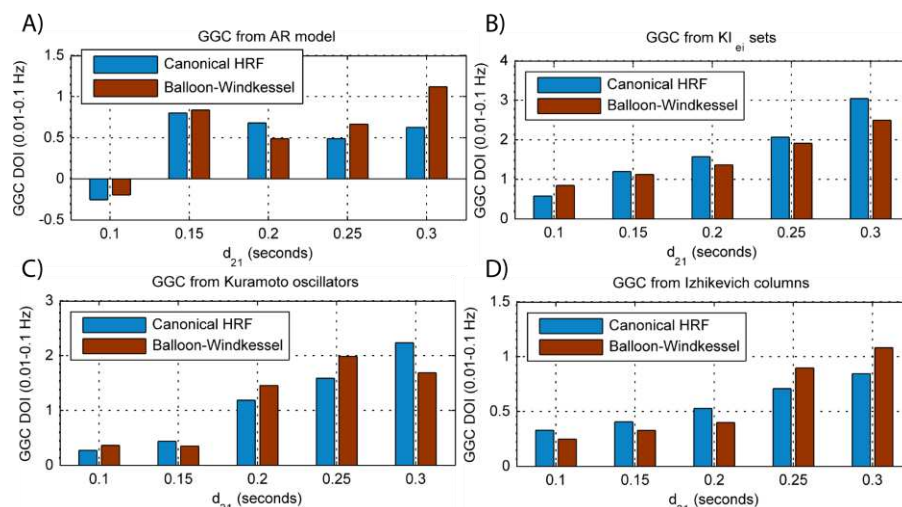 A)
GGC from AR model
Canonical HRF
Balloon-Windkessel
GGC DOI (0.01-0.1 Hz)
1.5
1
0.5
0
-0.5
0.1 0.15 0.2 0.25 0.3
d21 (seconds)
B)
GGC from KI ei sets
Canonical HRF
Balloon-Windkessel
GGC DOI (0.01-0.1 Hz)
4
3
2
1
0
0.1 0.15 0.2 0.25 0.3
d21 (seconds)
C)
GGC from Kuramoto oscillators
Canonical HRF
Balloon-Windkessel
GGC DOI (0.01-0.1 Hz)
3
2
1
0
0.1 0.15 0.2 0.25 0.3
d21 (seconds)
D)
GGC from Izhikevich columns
Canonical HRF
Balloon-Windkessel
GGC DOI (0.01-0.1 Hz)
1.5
1
0.5
0
0.1 0.15 0.2 0.25 0.3
d21 (seconds)